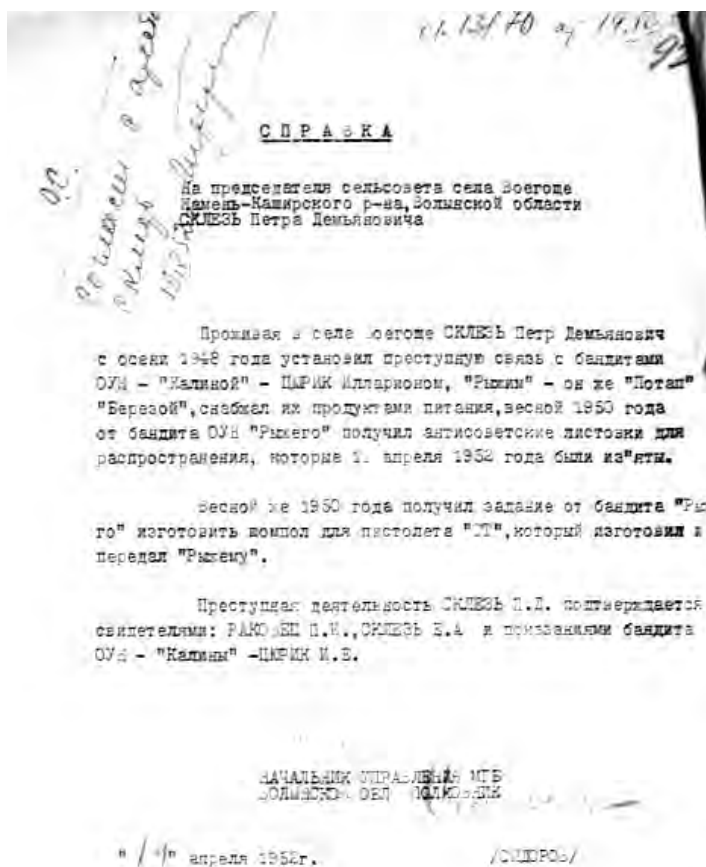 СПРАВКА
На председателя сельсовета села Воегоще
Камень-Каширского р-на, Волынской области
СКЛЕЗЬ Петра Демьяновича
Проживая в селе Воегоще СКЛЕЗЬ Петр Демьянович
с осени 1948 года установил преступную связь с бандитами
ОУН - "Калиной" - ЦАРИК Илларионом, "Рыжим" - он же "Потап"
"Березой", снабжал их продуктами питания, весной 1950 года
от бандита ОУН "Рыжего" получил антисоветские листовки для
распространения, которые апреля 1952 года были из"яты.
Весной же 1950 года получил задание от бандита "Рыже
го" изготовить шомпол для пистолета "ТТ", который изготовил и
передал "Рыжему".
Преступная деятельность СКЛЕЗЬ П.Д. подтверждается
свидетелями: РАКОВЕЦ П.И., СКЛЕЗЬ Е.А и показаниями бандита
ОУН - "Калины" - ЦАРИК И.Е.
НАЧАЛЬНИК УПРАВЛЕНИЯ МГБ
ВОЛЫНСКОЙ ОБЛ ПОЛКОВНИК
апреля 1952г. /СИДОРОВ/